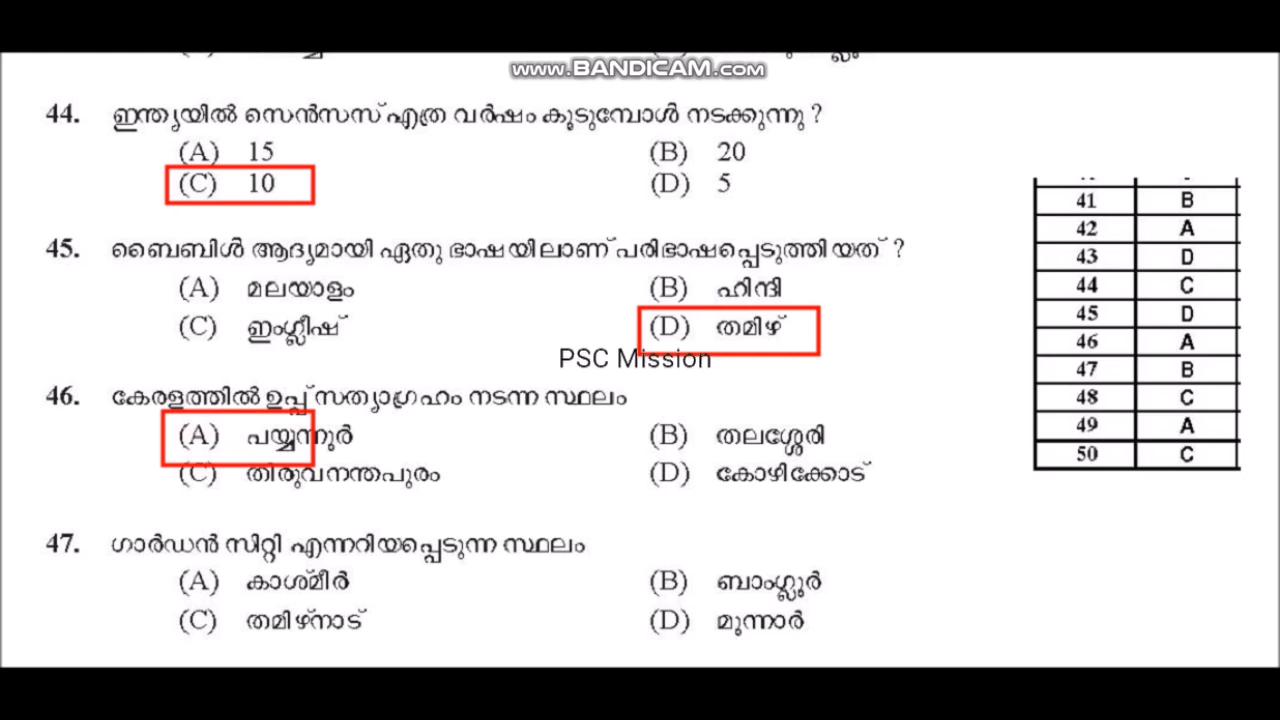 www.BANDICAM.com
44. ഇന്ത്യയിൽ സെൻസസ് എത്ര വർഷം കൂടുമ്പോൾ നടക്കുന്നു ?
(A) 15 (B) 20
(C) 10 (D) 5
45. ബൈബിൾ ആദ്യമായി ഏതു ഭാഷയിലാണ് പരിഭാഷപ്പെടുത്തിയത് ?
(A) മലയാളം (B) ഹിന്ദി
(C) ഇംഗ്ലീഷ് (D) തമിഴ്
PSC Mission
46. കേരളത്തിൽ ഉപ്പ് സത്യാഗ്രഹം നടന്ന സ്ഥലം
(A) പയ്യന്നൂർ (B) തലശ്ശേരി
(C) തിരുവനന്തപുരം (D) കോഴിക്കോട്
47. ഗാർഡൻ സിറ്റി എന്നറിയപ്പെടുന്ന സ്ഥലം
(A) കാശ്മീർ (B) ബാംഗ്ലൂർ
(C) തമിഴ്നാട് (D) മൂന്നാർ
41 B
42 A
43 D
44 C
45 D
46 A
47 B
48 C
49 A
50 C